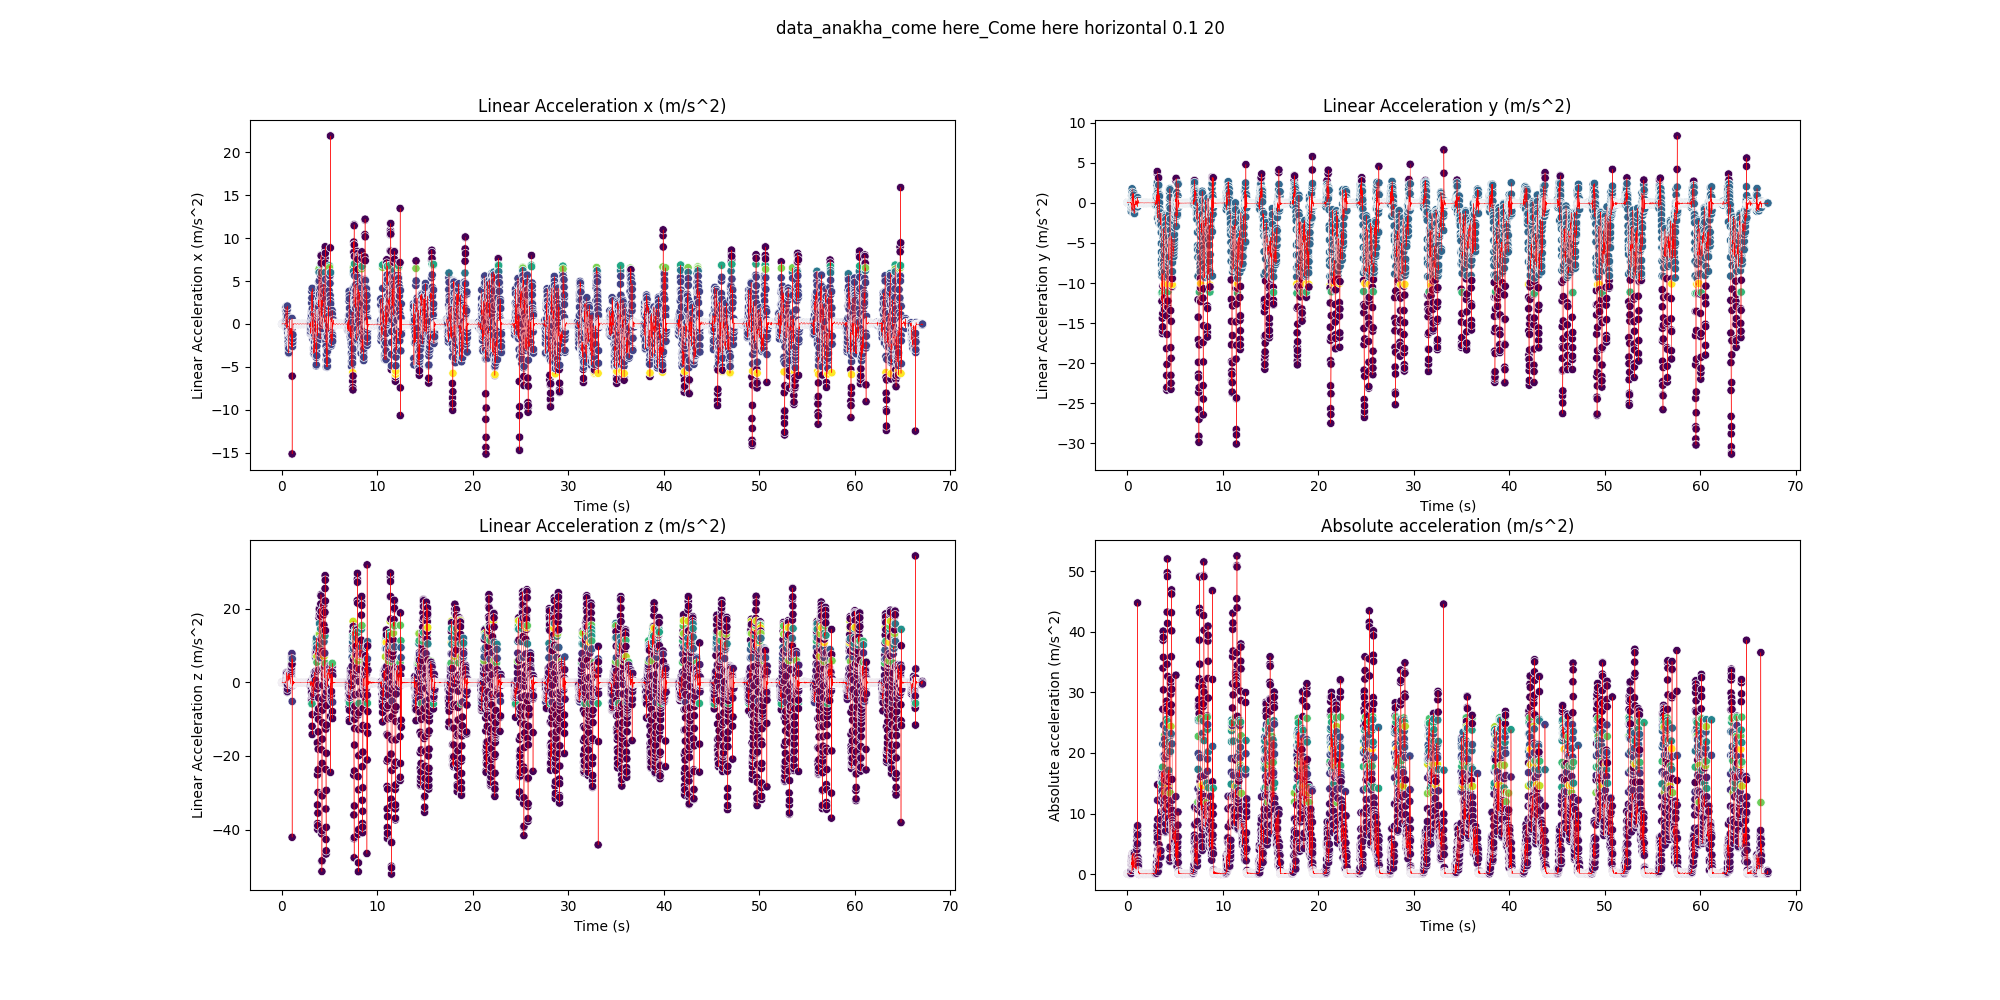 data_anakha_come here_Come here horizontal 0.1 20
Linear Acceleration x (m/s^2)
Linear Acceleration x (m/s^2)
20
15
10
5
0
−5
−10
−15
0 10 20 30 40 50 60 70
Time (s)
Linear Acceleration y (m/s^2)
Linear Acceleration y (m/s^2)
10
5
0
−5
−10
−15
−20
−25
−30
0 10 20 30 40 50 60 70
Time (s)
Linear Acceleration z (m/s^2)
Linear Acceleration z (m/s^2)
20
0
−20
−40
0 10 20 30 40 50 60 70
Time (s)
Absolute acceleration (m/s^2)
Absolute acceleration (m/s^2)
50
40
30
20
10
0
0 10 20 30 40 50 60 70
Time (s)